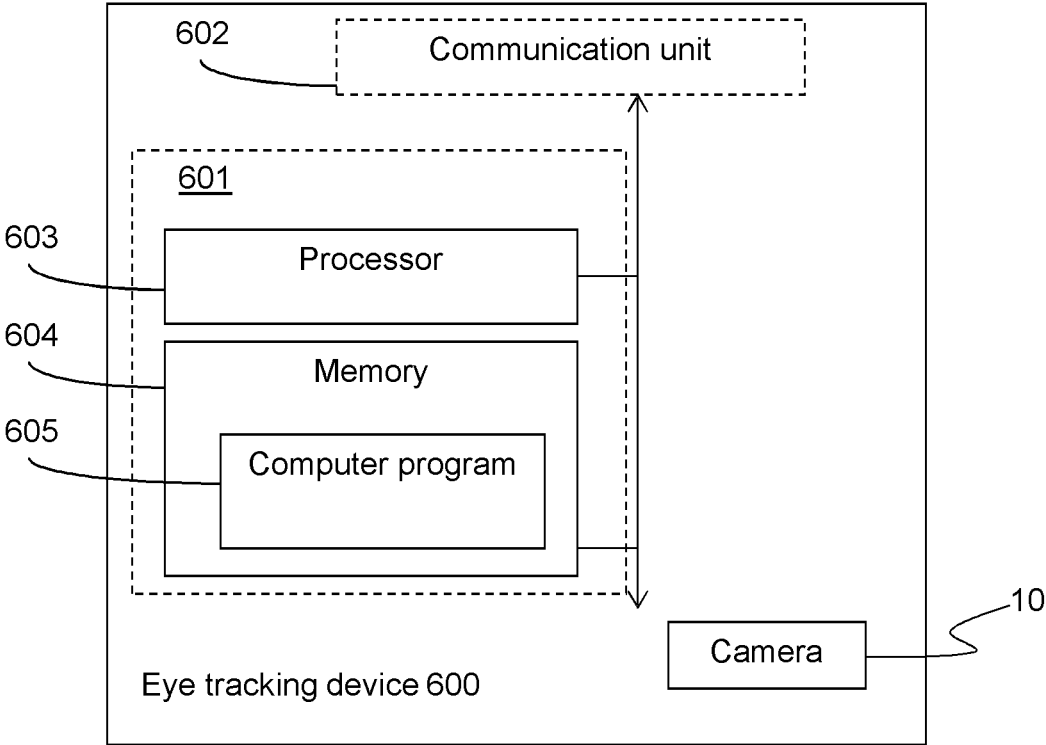 602
Communication unit
601
603
Processor
604
Memory
605
Computer program
10
Camera
Eye tracking device 600